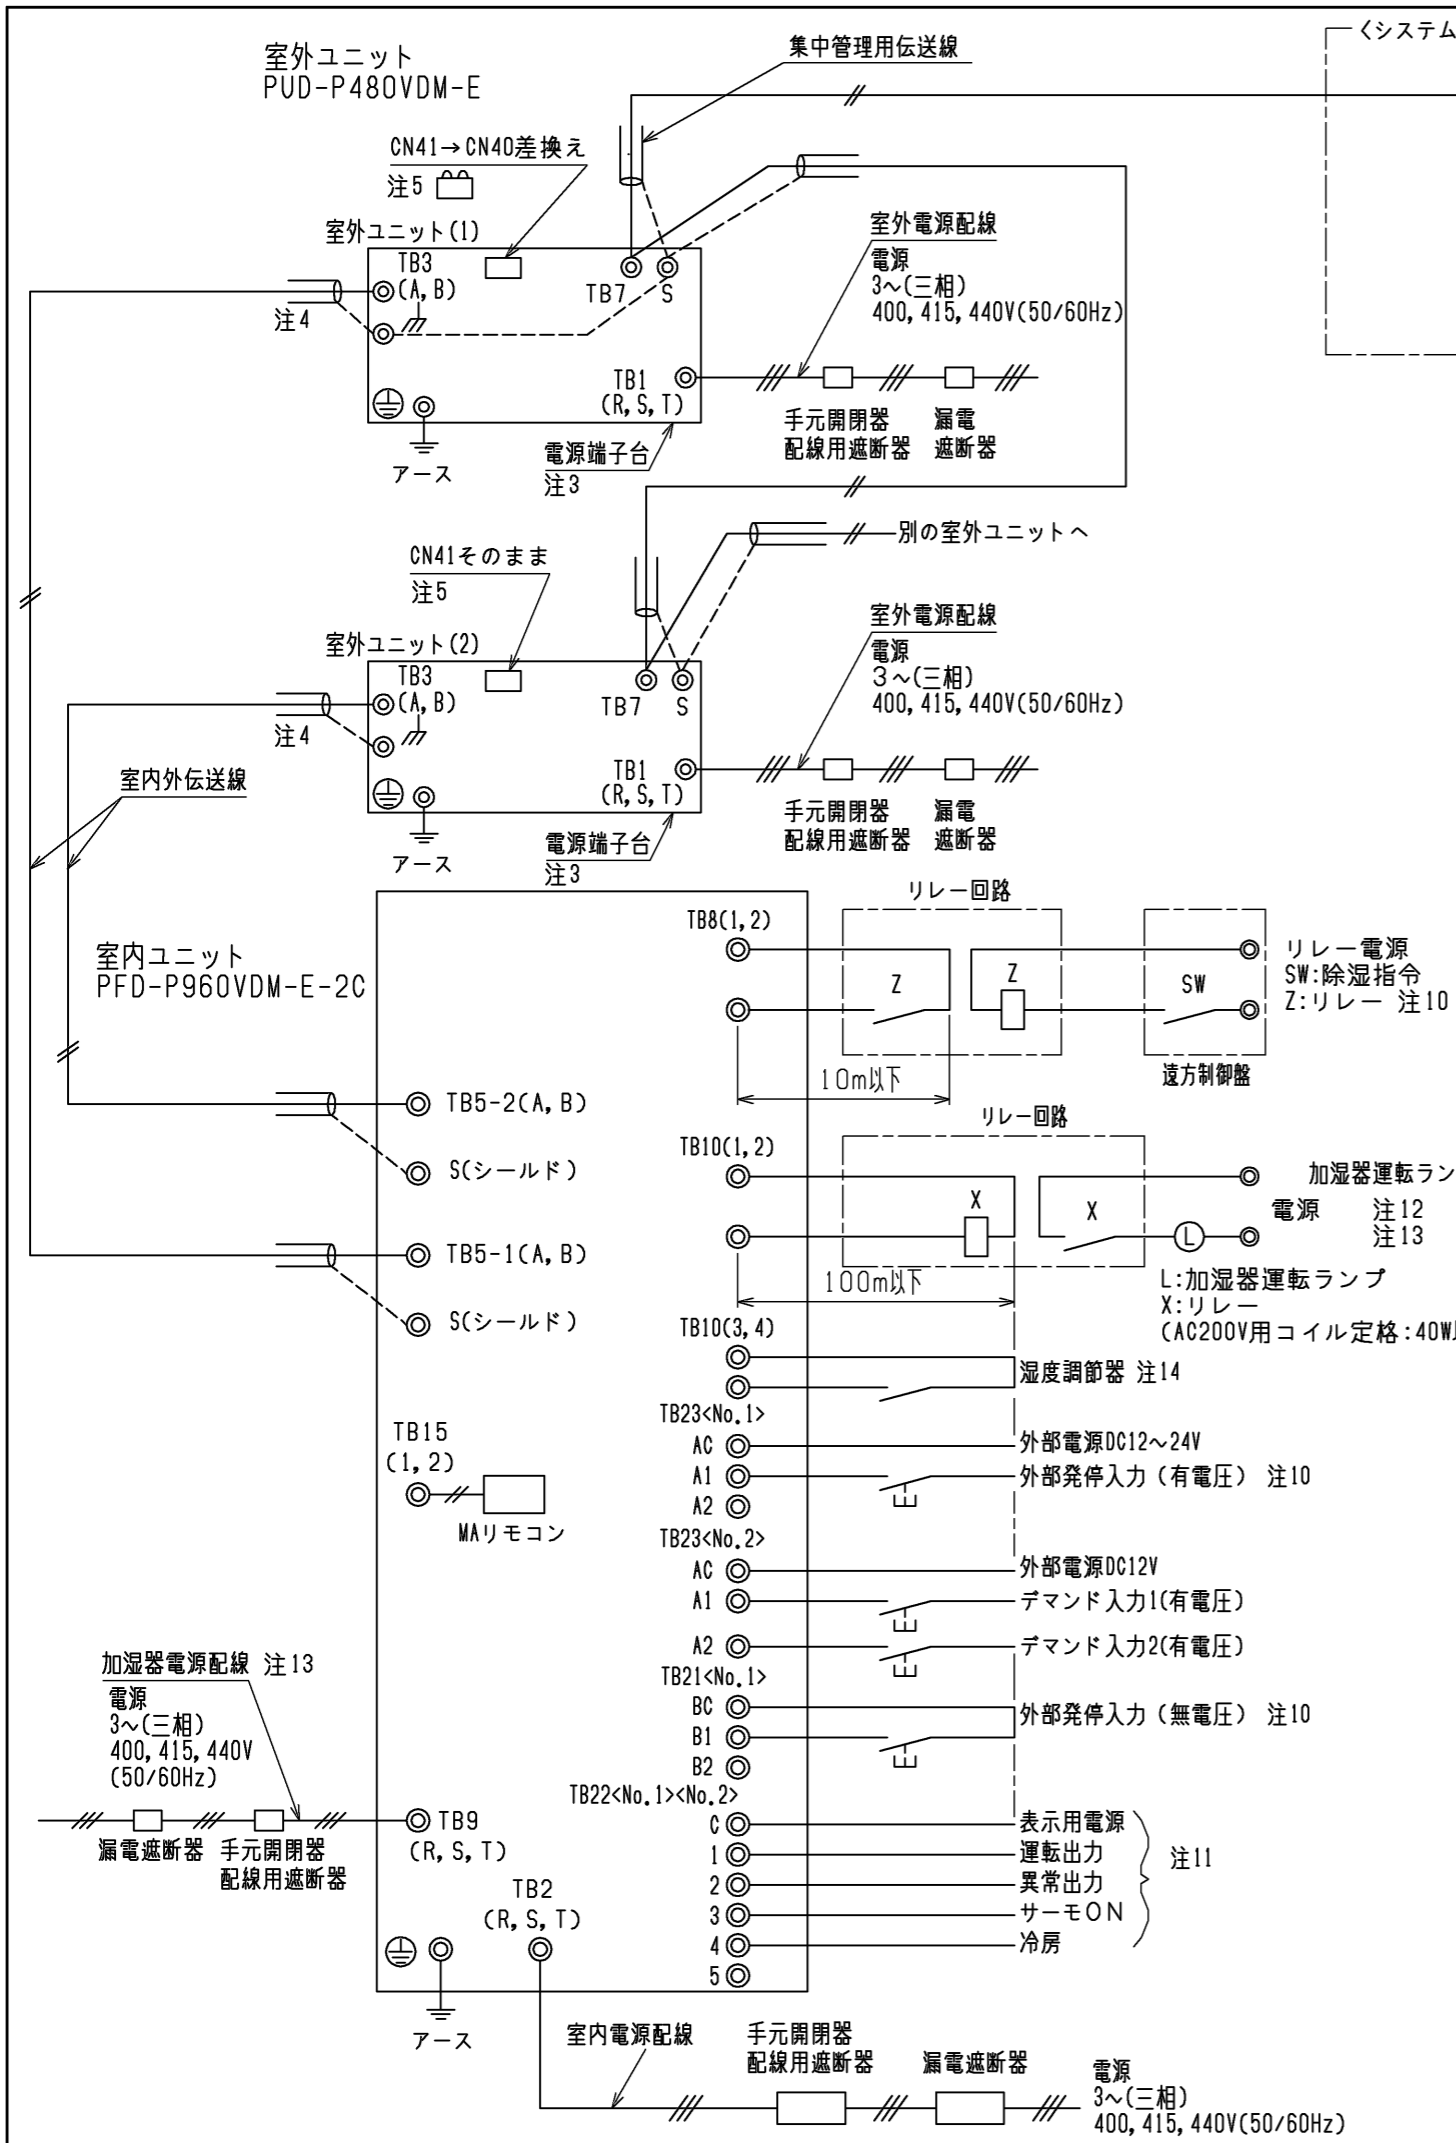 室外ユニット
PUD-P480VDM-E
集中管理用伝送線
〈システム
CN41→CN40差換え
注5
室外ユニット(1)
TB3
(A,B)
TB7 S
注4
室外電源配線
電源
3~(三相)
400,415,440V(50/60Hz)
TB1
(R,S,T)
手元開閉器
配線用遮断器
漏電
遮断器
アース
電源端子台
注3
別の室外ユニットへ
CN41そのまま
注5
室外ユニット(2)
TB3
(A,B)
TB7 S
注4
室外電源配線
電源
3~(三相)
400,415,440V(50/60Hz)
室内外伝送線
TB1
(R,S,T)
手元開閉器
配線用遮断器
漏電
遮断器
アース
電源端子台
注3
室内ユニット
PFD-P960VDM-E-2C
リレー回路
TB8(1,2)
Z
Z
SW
リレー電源
SW:除湿指令
Z:リレー 注10
遠方制御盤
10m以下
TB5-2(A,B)
S(シールド)
リレー回路
TB10(1,2)
X
X
L
加湿器運転ラン
電源 注12
注13
100m以下
L:加湿器運転ランプ
X:リレー
(AC200V用コイル定格:40W
TB5-1(A,B)
S(シールド)
TB10(3,4)
湿度調節器 注14
TB23<No.1>
AC
外部電源DC12~24V
A1
外部発停入力(有電圧) 注10
A2
TB15
(1,2)
MAリモコン
TB23<No.2>
AC
外部電源DC12V
A1
デマンド入力1(有電圧)
A2
デマンド入力2(有電圧)
TB21<No.1>
BC
外部発停入力(無電圧) 注10
B1
B2
加湿器電源配線 注13
電源
3~(三相)
400,415,440V
(50/60Hz)
漏電遮断器
手元開閉器
配線用遮断器
TB9
(R,S,T)
TB22<No.1><No.2>
C
表示用電源
1
運転出力
2
異常出力
3
サーモON
4
冷房
5
注11
TB2
(R,S,T)
アース
室内電源配線
手元開閉器
配線用遮断器
漏電遮断器
電源
3~(三相)
400,415,440V(50/60Hz)